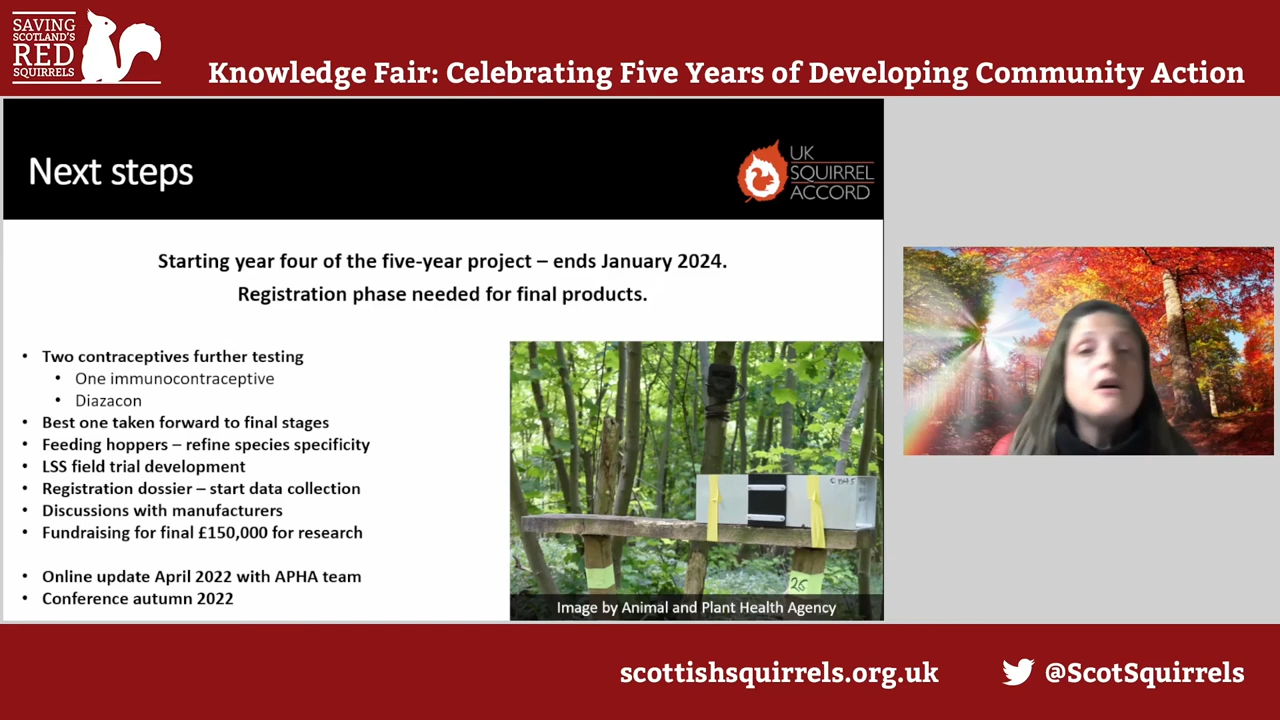 SAVING
SCOTLAND'S
RED
SQUIRRELS
Knowledge Fair: Celebrating Five Years of Developing Community Action
Next steps
UK
SQUIRREL
ACCORD
Starting year four of the five-year project – ends January 2024.
Registration phase needed for final products.
• Two contraceptives further testing
• One immunocontraceptive
• Diazacon
• Best one taken forward to final stages
• Feeding hoppers – refine species specificity
• LSS field trial development
• Registration dossier – start data collection
• Discussions with manufacturers
• Fundraising for final £150,000 for research
• Online update April 2022 with APHA team
• Conference autumn 2022
25
Image by Animal and Plant Health Agency
scottishsquirrels.org.uk
@ScotSquirrels